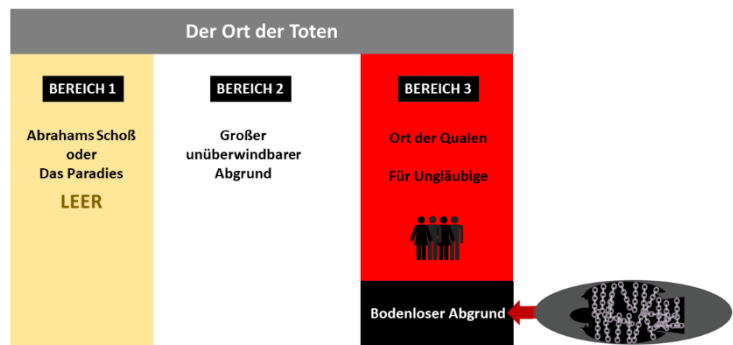 Der Ort der Toten
BEREICH 1
Abrahams Schoß
oder
Das Paradies
LEER
BEREICH 2
Großer
unüberwindbarer
Abgrund
BEREICH 3
Ort der Qualen
Für Ungläubige
Bodenloser Abgrund